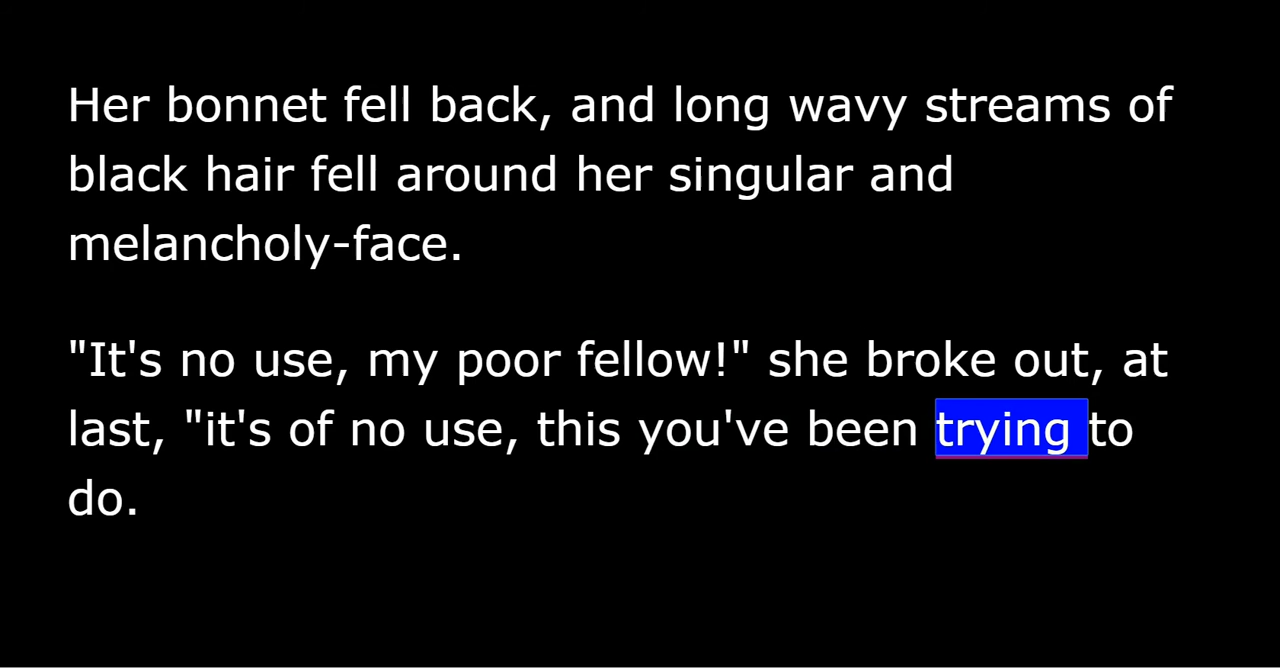 Her bonnet fell back, and long wavy streams of
black hair fell around her singular and
melancholy-face.
"It's no use, my poor fellow!" she broke out, at
last, "it's of no use, this you've been trying to
do.